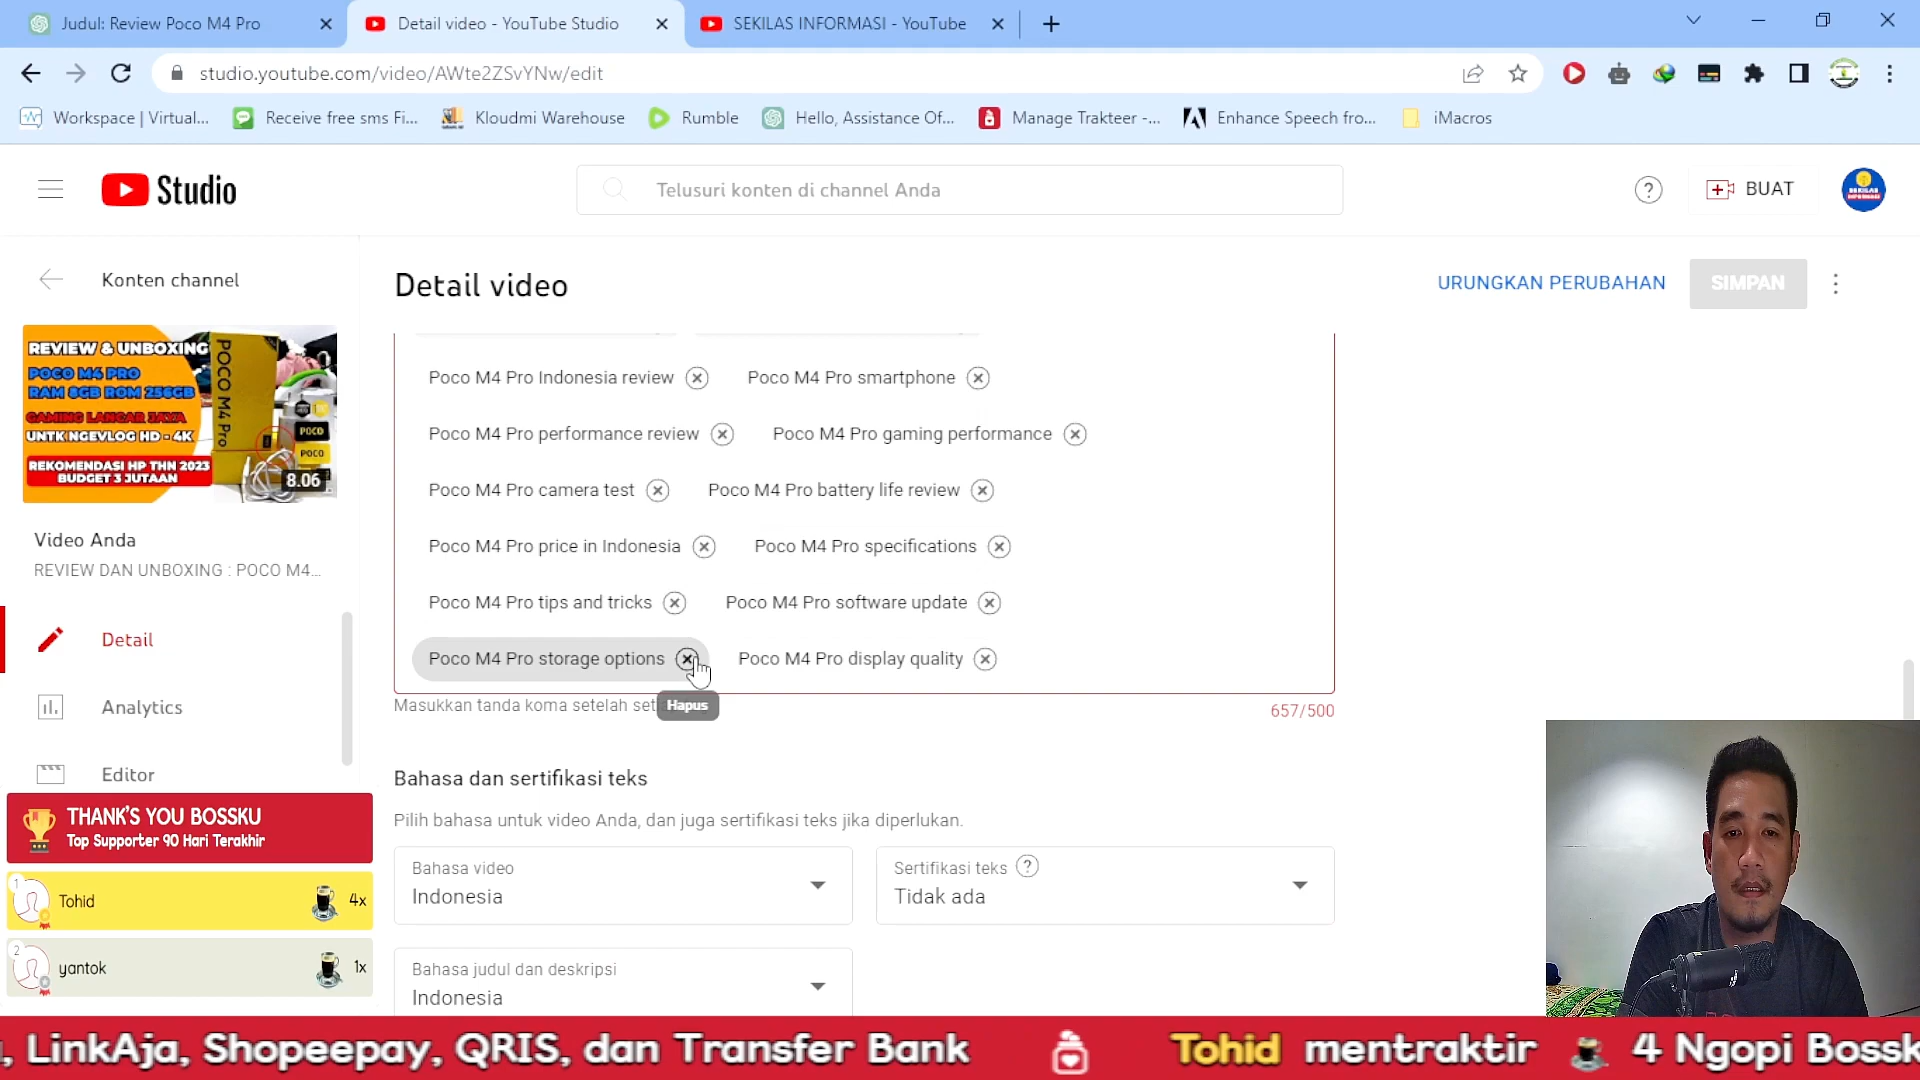 Judul: Review Poco M4 Pro
Detail video - YouTube Studio
SEKILAS INFORMASI - YouTube
studio.youtube.com/video/AWte2ZSvYNw/edit
Workspace | Virtual...
Receive free sms Fi...
Kloudmi Warehouse
Rumble
Hello, Assistance Of...
Manage Trakteer -...
Enhance Speech fro...
iMacros
Studio
Telusuri konten di channel Anda
BUAT
Konten channel
Detail video
URUNGKAN PERUBAHAN
SIMPAN
REVIEW & UNBOXING
POCO M4 PRO
RAM 8GB ROM 256GB
GAMING LANCAR JAYA
UNTK NGEVLOG HD - 4K
REKOMENDASI HP THN 2023
BUDGET 3 JUTAAN
POCO M4 Pro
POCO
POCO
8.06
Video Anda
REVIEW DAN UNBOXING : POCO M4...
Detail
Analytics
Editor
Poco M4 Pro Indonesia review
Poco M4 Pro smartphone
Poco M4 Pro performance review
Poco M4 Pro gaming performance
Poco M4 Pro camera test
Poco M4 Pro battery life review
Poco M4 Pro price in Indonesia
Poco M4 Pro specifications
Poco M4 Pro tips and tricks
Poco M4 Pro software update
Poco M4 Pro storage options
Poco M4 Pro display quality
Masukkan tanda koma setelah seti
Hapus
657/500
Bahasa dan sertifikasi teks
Pilih bahasa untuk video Anda, dan juga sertifikasi teks jika diperlukan.
Bahasa video
Indonesia
Sertifikasi teks
Tidak ada
Bahasa judul dan deskripsi
Indonesia
THANK'S YOU BOSSKU
Top Supporter 90 Hari Terakhir
1
Tohid
4x
2
yantok
1x
, LinkAja, Shopeepay, QRIS, dan Transfer Bank
Tohid mentraktir
4 Ngopi Bossk